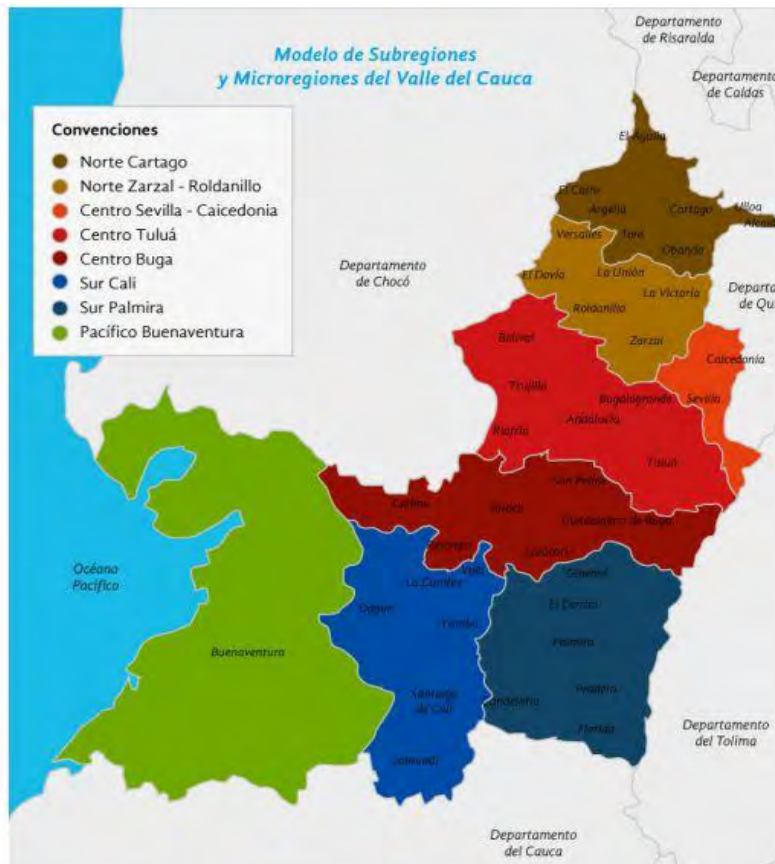 Departamento
de Risaralda
Modelo de Subregiones
y Microregiones del Valle del Cauca
Departamento
de Caldas
Convenciones
Norte Cartago
Norte Zarzal - Roldanillo
Centro Sevilla - Caicedonia
Centro Tuluá
Centro Buga
Sur Cali
Sur Palmira
Pacífico Buenaventura
El Águila
El Cairo
Argelia
Cartago
Ulloa
Toro
Obando
Versalles
Departamento
de Chocó
El Dovio
La Unión
La Victoria
Roldanillo
Zarzal
Bolívar
Caicedonia
Trujillo
Bugalagrande
Sevilla
Andalucía
Riofrío
Tuluá
San Pedro
Yotoco
Guadalajara de Buga
Restrepo
Guacarí
Vijes
Ginebra
La Cumbre
Océano
Pacífico
Dagua
El Cerrito
Yumbo
Buenaventura
Palmira
Pradera
Santiago
de Cali
Florida
Departamento
del Tolima
Jamundí
Departamento
del Cauca